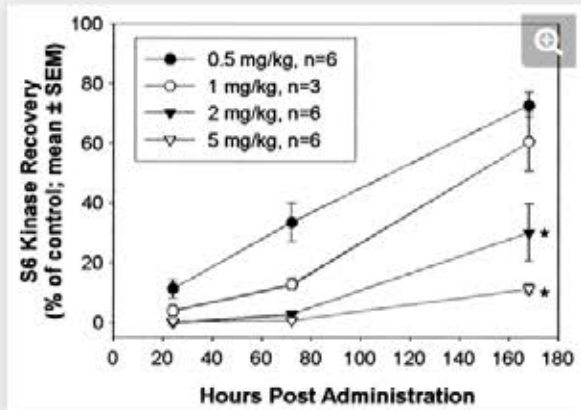 100
80
60
40
20
0
S6 Kinase Recovery
(% of control; mean ± SEM)
0.5 mg/kg, n=6
1 mg/kg, n=3
2 mg/kg, n=6
5 mg/kg, n=6
★
★
0 20 40 60 80 100 120 140 160 180
Hours Post Administration